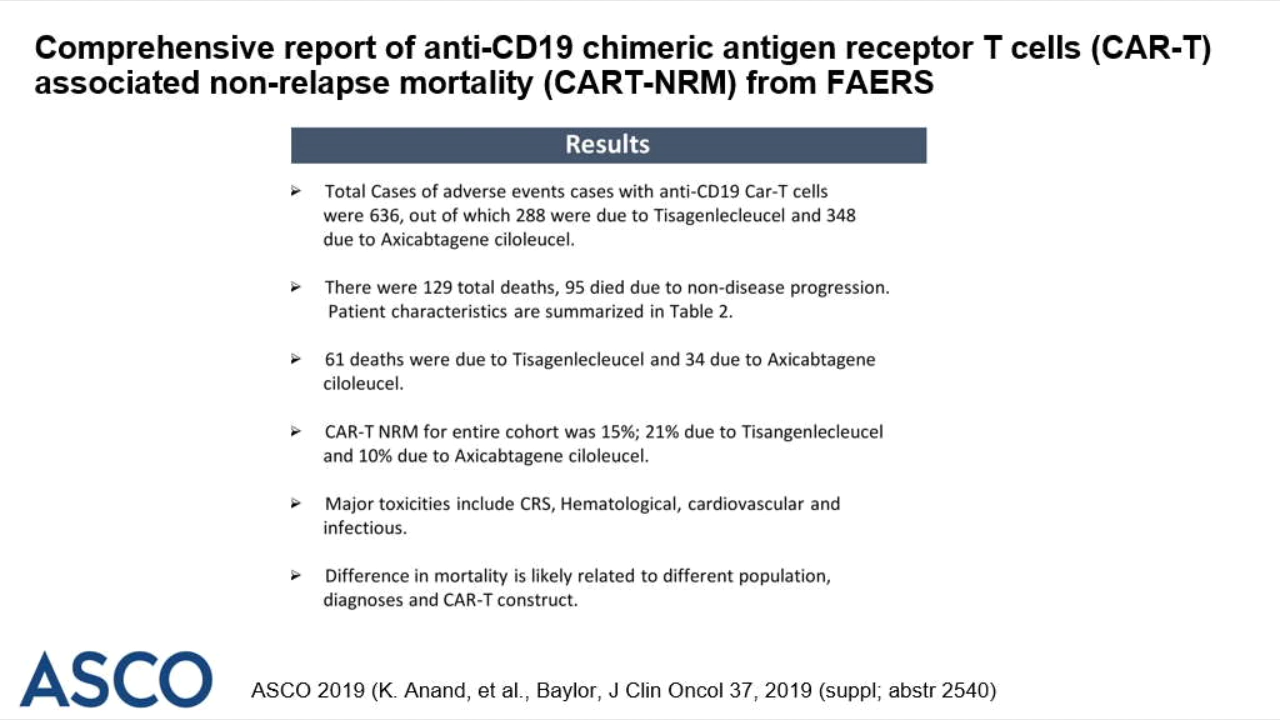 Comprehensive report of anti-CD19 chimeric antigen receptor T cells (CAR-T)
associated non-relapse mortality (CART-NRM) from FAERS
Results
➢ Total Cases of adverse events cases with anti-CD19 Car-T cells
were 636, out of which 288 were due to Tisagenlecleucel and 348
due to Axicabtagene ciloleucel.
➢ There were 129 total deaths, 95 died due to non-disease progression.
Patient characteristics are summarized in Table 2.
➢ 61 deaths were due to Tisagenlecleucel and 34 due to Axicabtagene
ciloleucel.
➢ CAR-T NRM for entire cohort was 15%; 21% due to Tisangenlecleucel
and 10% due to Axicabtagene ciloleucel.
➢ Major toxicities include CRS, Hematological, cardiovascular and
infectious.
➢ Difference in mortality is likely related to different population,
diagnoses and CAR-T construct.
ASCO
ASCO 2019 (K. Anand, et al., Baylor, J Clin Oncol 37, 2019 (suppl; abstr 2540)